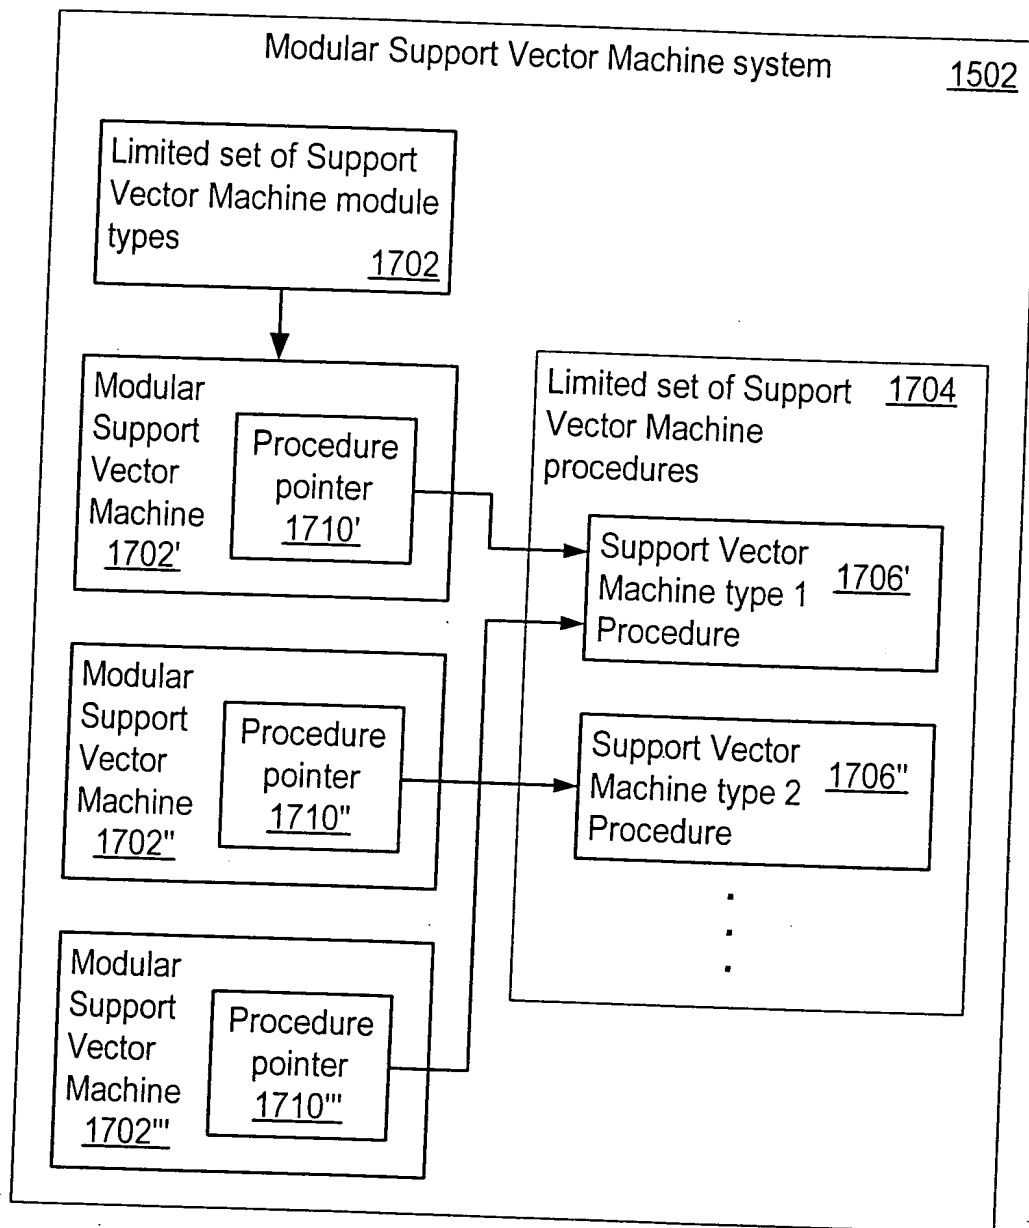 Modular Support Vector Machine system 1502
Limited set of Support
Vector Machine module
types 1702
Modular
Support
Vector
Machine
1702'
Procedure
pointer
1710'
Limited set of Support 1704
Vector Machine
procedures
Support Vector
Machine type 1 1706'
Procedure
Modular
Support
Vector
Machine
1702"
Procedure
pointer
1710"
Support Vector
Machine type 2 1706"
Procedure
Modular
Support
Vector
Machine
1702'''
Procedure
pointer
1710'''